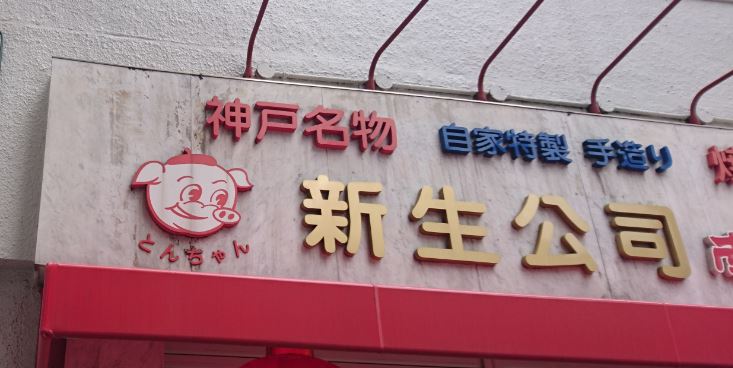 神戸名物 自家特製 手造り
新生公司
とんちゃん